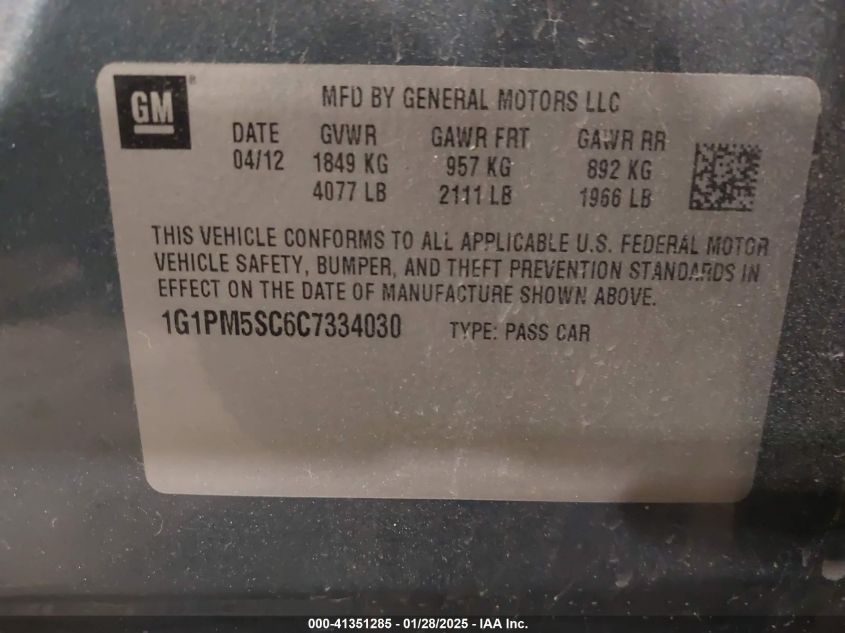 GM® MFD BY GENERAL MOTORS LLC
DATE GVWR GAWR FRT GAWR RR
04/12 1849 KG 957 KG 892 KG
4077 LB 2111 LB 1966 LB
THIS VEHICLE CONFORMS TO ALL APPLICABLE U.S. FEDERAL MOTOR
VEHICLE SAFETY, BUMPER, AND THEFT PREVENTION STANDARDS IN
EFFECT ON THE DATE OF MANUFACTURE SHOWN ABOVE.
1G1PM5SC6C7334030 TYPE: PASS CAR
000-41351285 - 01/28/2025 - IAA Inc.